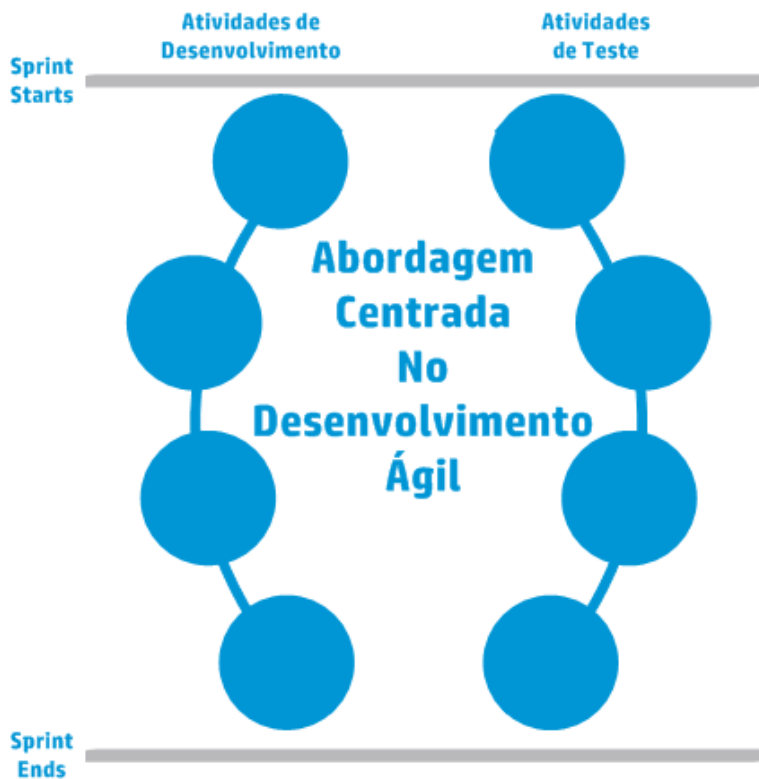 Atividades de
Desenvolvimento
Atividades
de Teste
Sprint
Starts
Abordagem
Centrada
No
Desenvolvimento
Ágil
Sprint
Ends